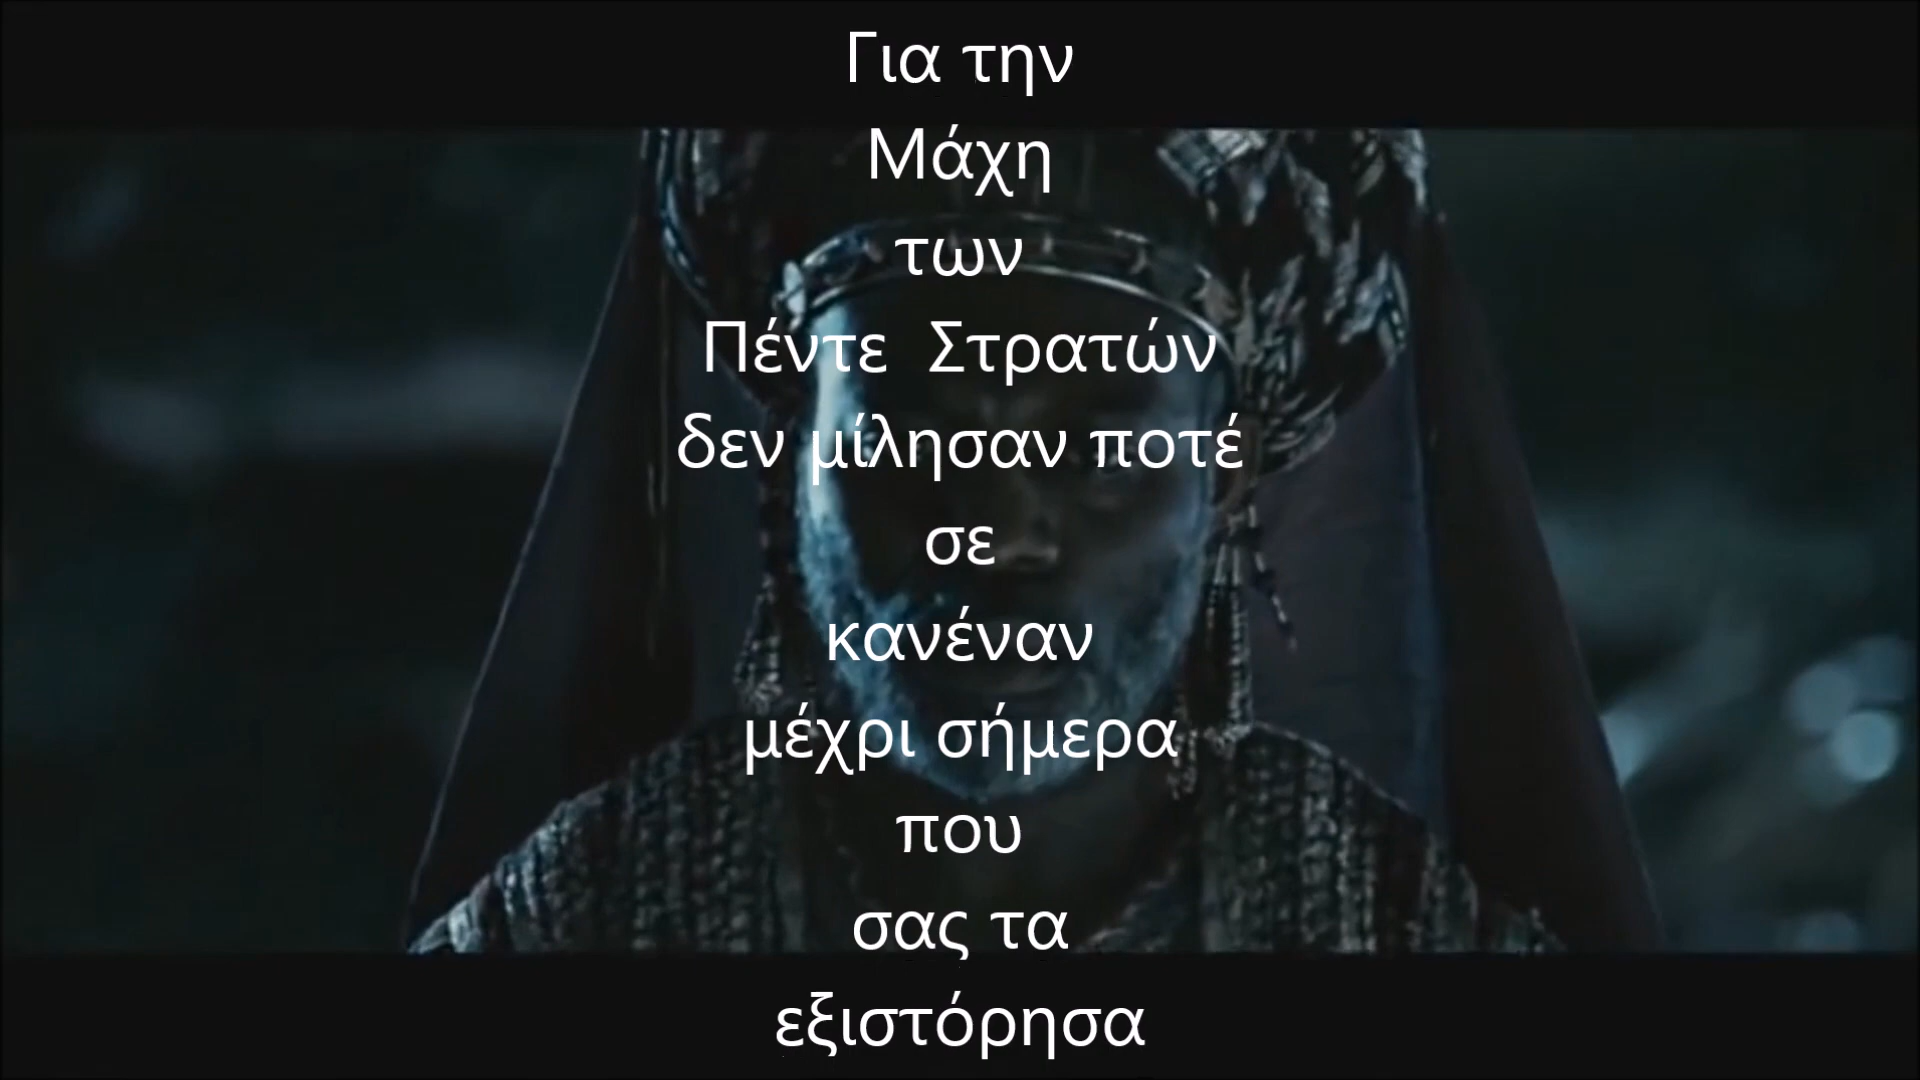 Για την
Μάχη
των
Πέντε  Στρατών
δεν μίλησαν ποτέ
σε
κανέναν
μέχρι σήμερα
που
σας τα
εξιστόρησα